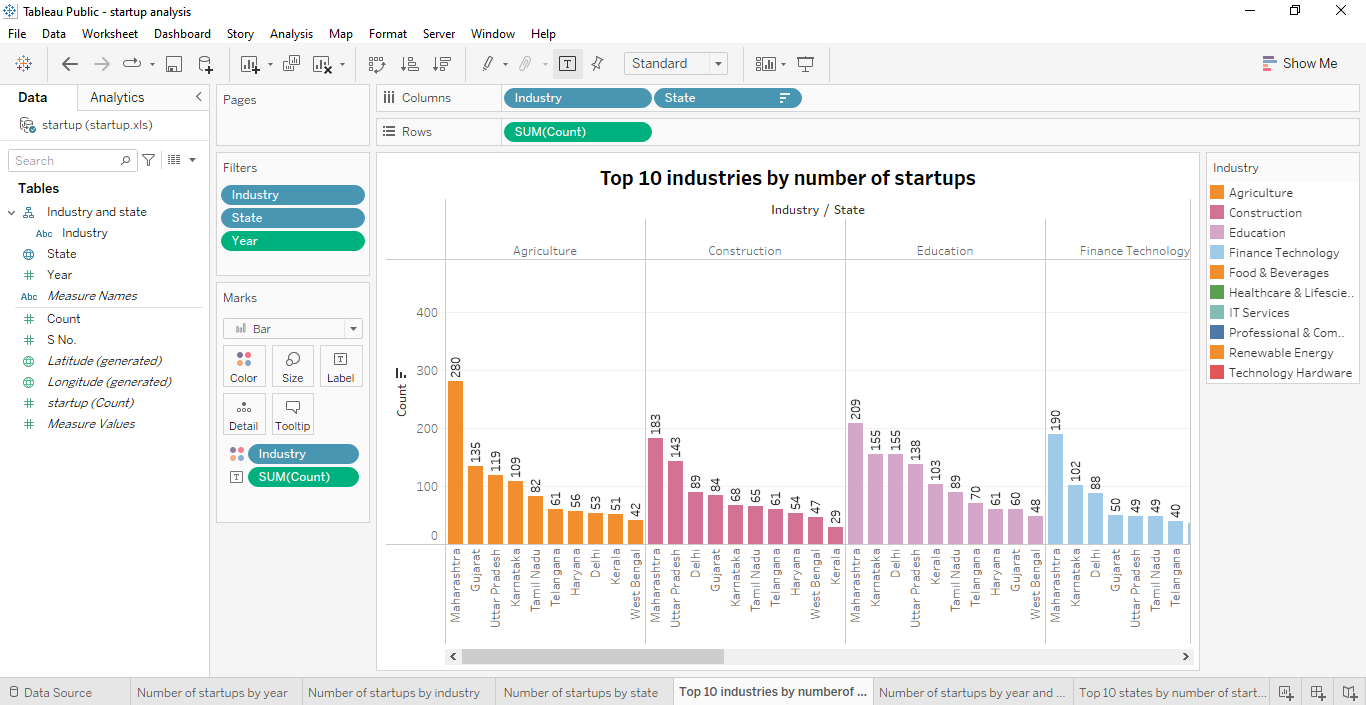 Tableau Public - startup analysis
File Data Worksheet Dashboard Story Analysis Map Format Server Window Help
Standard
Show Me
Data Analytics
startup (startup.xls)
Search
Tables
Industry and state
Abc Industry
State
Year
Abc Measure Names
Count
S No.
Latitude (generated)
Longitude (generated)
startup (Count)
Measure Values
Pages
Filters
Industry
State
Year
Marks
Bar
Color Size Label
Detail Tooltip
Industry
SUM(Count)
Columns Industry State
Rows SUM(Count)
Top 10 industries by number of startups
Industry / State
Agriculture Construction Education Finance Technology
Count
400
300
200
100
0
280 135 119 109 82 61 56 53 51 42
183 143 89 84 68 65 61 54 47 29
209 155 155 138 103 89 70 61 60 48
190 102 88 50 49 49 40
Maharashtra Gujarat Uttar Pradesh Karnataka Tamil Nadu Telangana Haryana Delhi Kerala West Bengal
Maharashtra Uttar Pradesh Delhi Gujarat Karnataka Tamil Nadu Telangana Haryana West Bengal Kerala
Maharashtra Karnataka Delhi Uttar Pradesh Kerala Tamil Nadu Telangana Haryana Gujarat West Bengal
Maharashtra Karnataka Delhi Gujarat Uttar Pradesh Tamil Nadu Telangana
Industry
Agriculture
Construction
Education
Finance Technology
Food & Beverages
Healthcare & Lifescie..
IT Services
Professional & Com..
Renewable Energy
Technology Hardware
Data Source Number of startups by year Number of startups by industry Number of startups by state Top 10 industries by numberof ... Number of startups by year and ... Top 10 states by number of start...